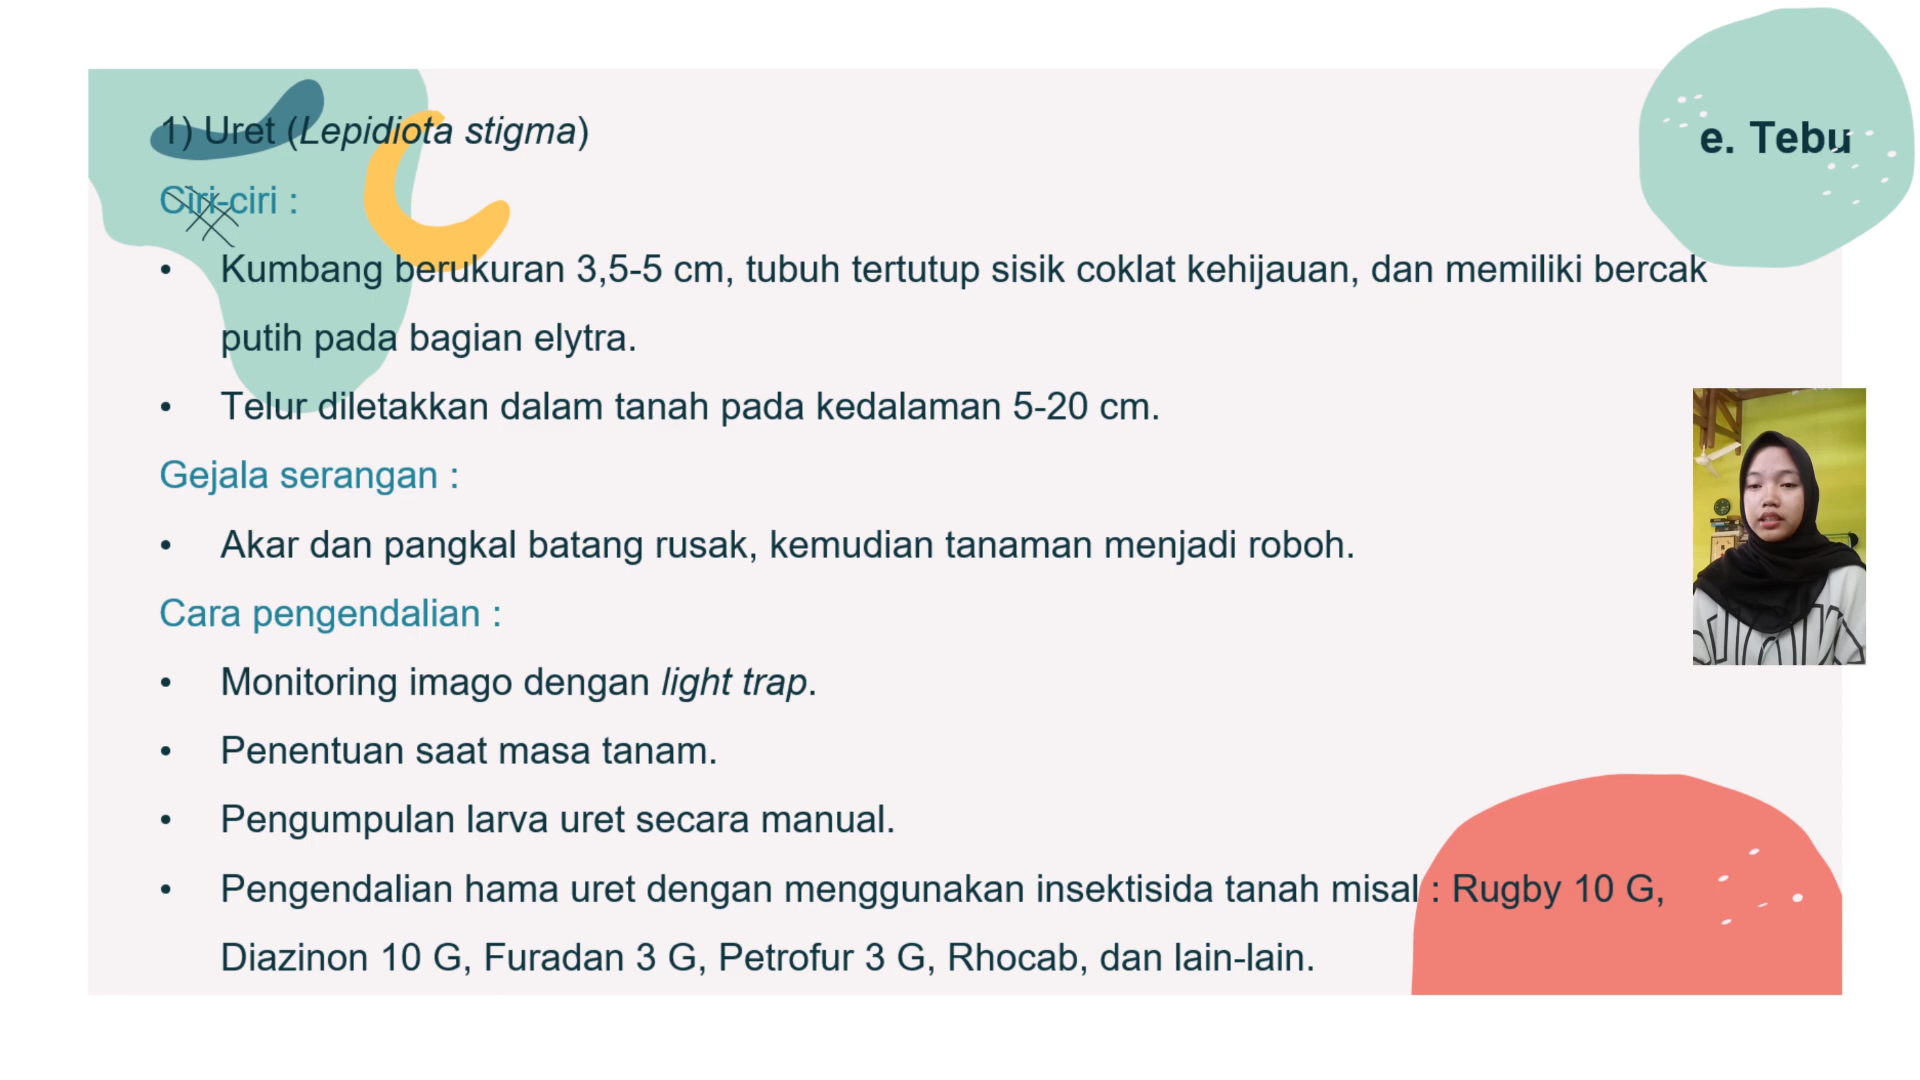 e. Tebu
1) Uret (Lepidiota stigma)
Ciri-ciri :
• Kumbang berukuran 3,5-5 cm, tubuh tertutup sisik coklat kehijauan, dan memiliki bercak
putih pada bagian elytra.
• Telur diletakkan dalam tanah pada kedalaman 5-20 cm.
Gejala serangan :
• Akar dan pangkal batang rusak, kemudian tanaman menjadi roboh.
Cara pengendalian :
• Monitoring imago dengan light trap.
• Penentuan saat masa tanam.
• Pengumpulan larva uret secara manual.
• Pengendalian hama uret dengan menggunakan insektisida tanah misal : Rugby 10 G,
Diazinon 10 G, Furadan 3 G, Petrofur 3 G, Rhocab, dan lain-lain.